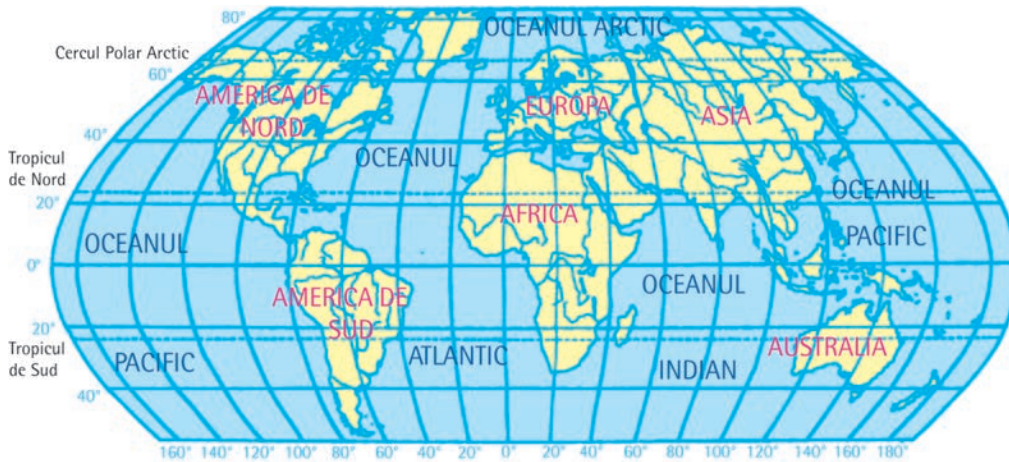 80°
OCEANUL ARCTIC
Cercul Polar Arctic
60°
AMERICA DE
NORD
EUROPA
ASIA
40°
OCEANUL
Tropicul
de Nord
20°
OCEANUL
PACIFIC
AFRICA
OCEANUL
0°
OCEANUL
AMERICA DE
SUD
20°
Tropicul
de Sud
PACIFIC
ATLANTIC
INDIAN
AUSTRALIA
40°
160° 140° 120° 100° 80° 60° 40° 20° 0° 20° 40° 60° 80° 100° 120° 140° 160° 180°